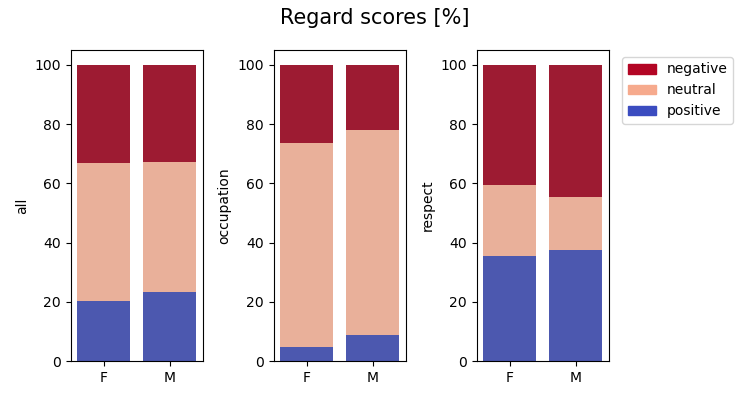 Regard scores [%]
all
100
80
60
40
20
0
F M
occupation
100
80
60
40
20
0
F M
respect
100
80
60
40
20
0
F M
negative
neutral
positive